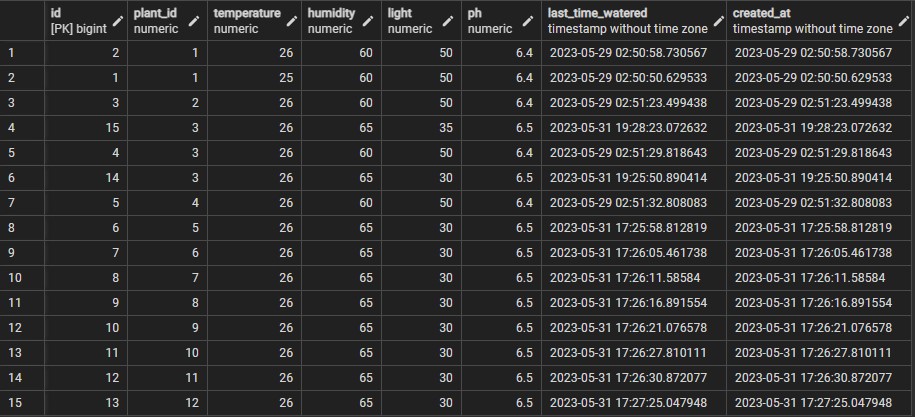 id plant_id temperature humidity light ph last_time_watered created_at
[PK] bigint numeric numeric numeric numeric numeric timestamp without time zone timestamp without time zone
1 2 1 26 60 50 6.4 2023-05-29 02:50:58.730567 2023-05-29 02:50:58.730567
2 1 1 25 60 50 6.4 2023-05-29 02:50:50.629533 2023-05-29 02:50:50.629533
3 3 2 26 60 50 6.4 2023-05-29 02:51:23.499438 2023-05-29 02:51:23.499438
4 15 3 26 65 35 6.5 2023-05-31 19:28:23.072632 2023-05-31 19:28:23.072632
5 4 3 26 60 50 6.4 2023-05-29 02:51:29.818643 2023-05-29 02:51:29.818643
6 14 3 26 65 30 6.5 2023-05-31 19:25:50.890414 2023-05-31 19:25:50.890414
7 5 4 26 60 50 6.4 2023-05-29 02:51:32.808083 2023-05-29 02:51:32.808083
8 6 5 26 65 30 6.5 2023-05-31 17:25:58.812819 2023-05-31 17:25:58.812819
9 7 6 26 65 30 6.5 2023-05-31 17:26:05.461738 2023-05-31 17:26:05.461738
10 8 7 26 65 30 6.5 2023-05-31 17:26:11.58584 2023-05-31 17:26:11.58584
11 9 8 26 65 30 6.5 2023-05-31 17:26:16.891554 2023-05-31 17:26:16.891554
12 10 9 26 65 30 6.5 2023-05-31 17:26:21.076578 2023-05-31 17:26:21.076578
13 11 10 26 65 30 6.5 2023-05-31 17:26:27.810111 2023-05-31 17:26:27.810111
14 12 11 26 65 30 6.5 2023-05-31 17:26:30.872077 2023-05-31 17:26:30.872077
15 13 12 26 65 30 6.5 2023-05-31 17:27:25.047948 2023-05-31 17:27:25.047948